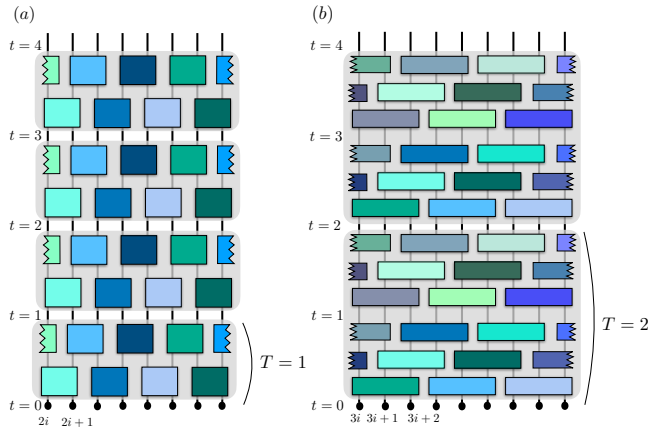 (a)
t = 4
t = 3
t = 2
t = 1
t = 0
2i 2i + 1
T = 1
(b)
t = 4
t = 3
t = 2
t = 1
t = 0
3i 3i + 1 3i + 2
T = 2